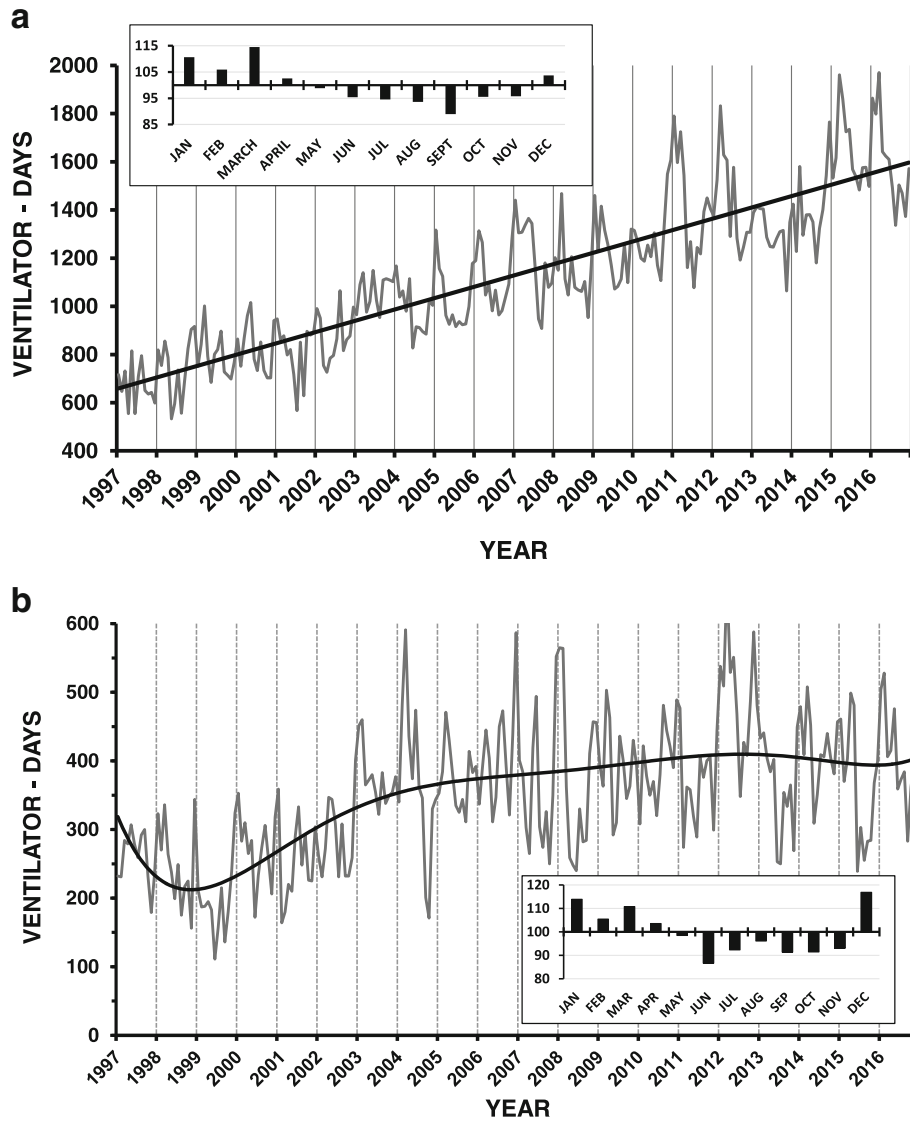 a
115
105
95
85
JAN FEB MARCH APRIL MAY JUN JUL AUG SEPT OCT NOV DEC
VENTILATOR - DAYS
2000
1800
1600
1400
1200
1000
800
600
400
1997 1998 1999 2000 2001 2002 2003 2004 2005 2006 2007 2008 2009 2010 2011 2012 2013 2014 2015 2016
YEAR
b
VENTILATOR - DAYS
600
500
400
300
200
100
0
120
110
100
90
80
JAN FEB MAR APR MAY JUN JUL AUG SEP OCT NOV DEC
1997 1998 1999 2000 2001 2002 2003 2004 2005 2006 2007 2008 2009 2010 2011 2012 2013 2014 2015 2016
YEAR